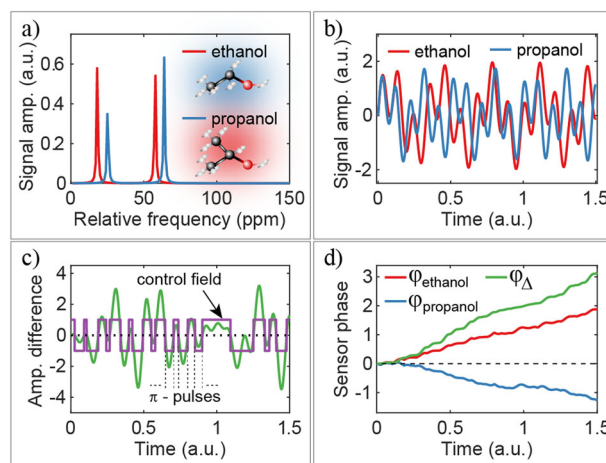 a)
Signal amp. (a.u.)
0.6
0.4
0.2
0
0
50
100
150
Relative frequency (ppm)
ethanol
propanol
b)
Signal amp. (a.u.)
2
0
-2
0
0.5
1
1.5
Time (a.u.)
ethanol
propanol
c)
Amp. difference
4
2
0
-2
-4
0
0.5
1
1.5
Time (a.u.)
control field
π - pulses
d)
Sensor phase
3
2
1
0
-1
0
0.5
1
1.5
Time (a.u.)
φethanol
φΔ
φpropanol